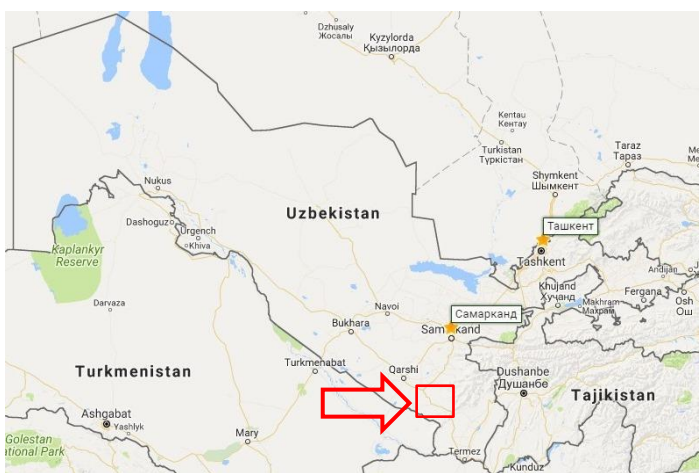 Dzhusaly
Жосалы
Kyzylorda
Қызылорда
Kentau
Кентау
Turkistan
Түркістан
Taraz
Тараз
Shymkent
Шымкент
Nukus
Uzbekistan
Dashoguz
Urgench
Khiva
Ташкент
Tashkent
Kaplankyr
Reserve
Khujand
Хуҷанд
Andijan
Fergana
Osh
Ош
Makhram
Махрам
Darvaza
Navoi
Самарканд
Bukhara
Turkmenabat
Qarshi
Dushanbe
Душанбе
Turkmenistan
Tajikistan
Ashgabat
Yashlyk
Mary
Golestan
ational Park
Termez
Kunduz